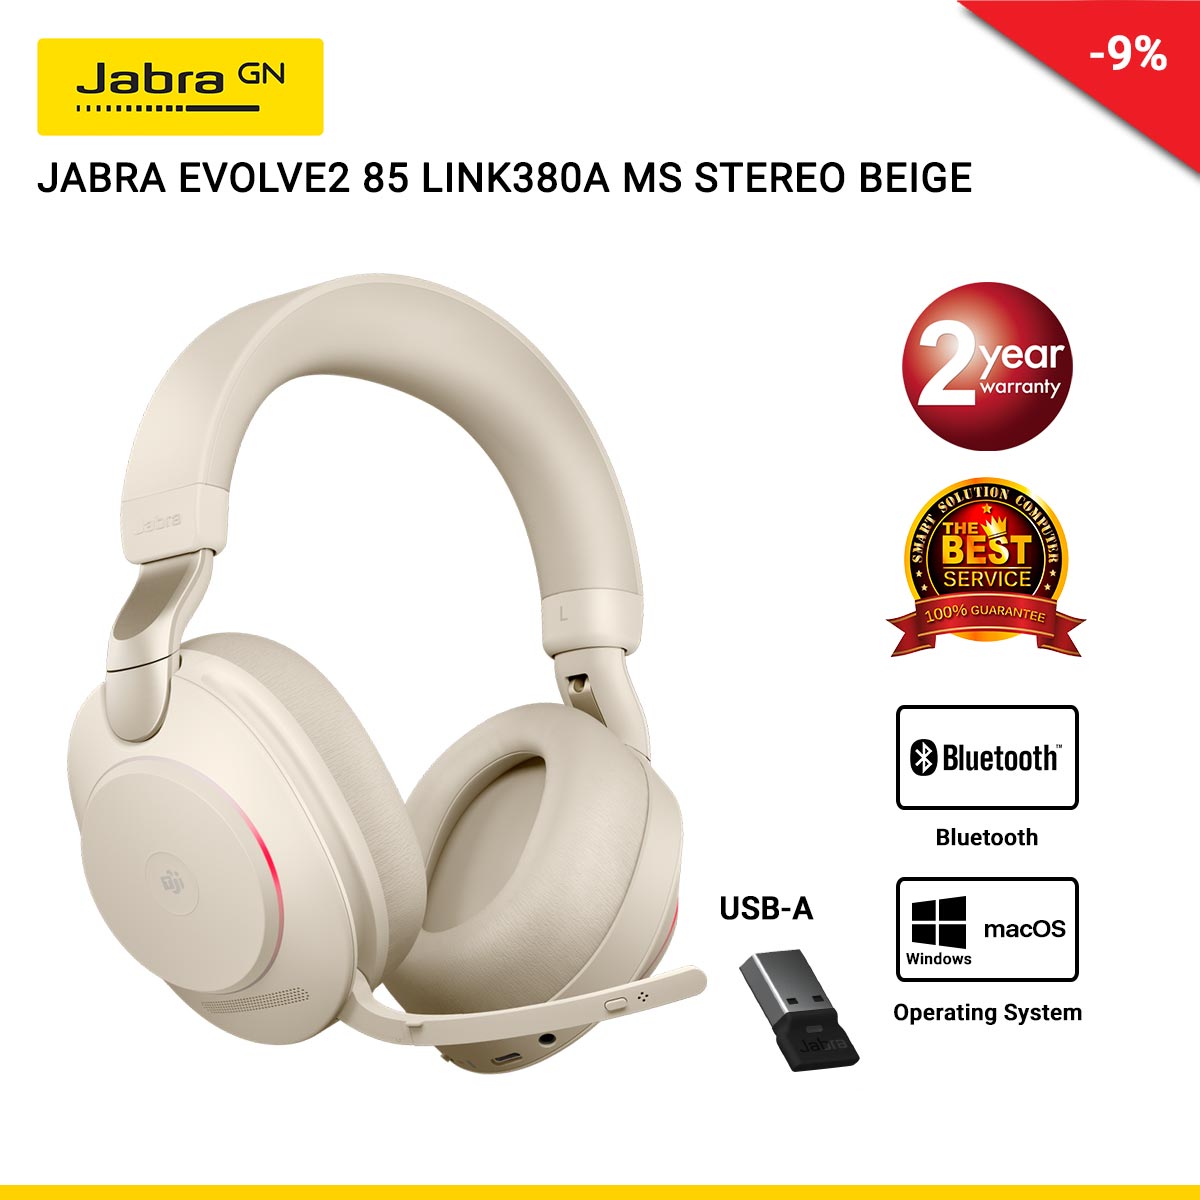 Jabra GN
-9%
JABRA EVOLVE2 85 LINK380A MS STEREO BEIGE
2 year
warranty
SMART SOLUTION COMPUTER
THE
BEST
SERVICE
100% GUARANTEE
Jabra
L
Bluetooth™
Bluetooth
Windows
macOS
Operating System
USB-A
Jabra